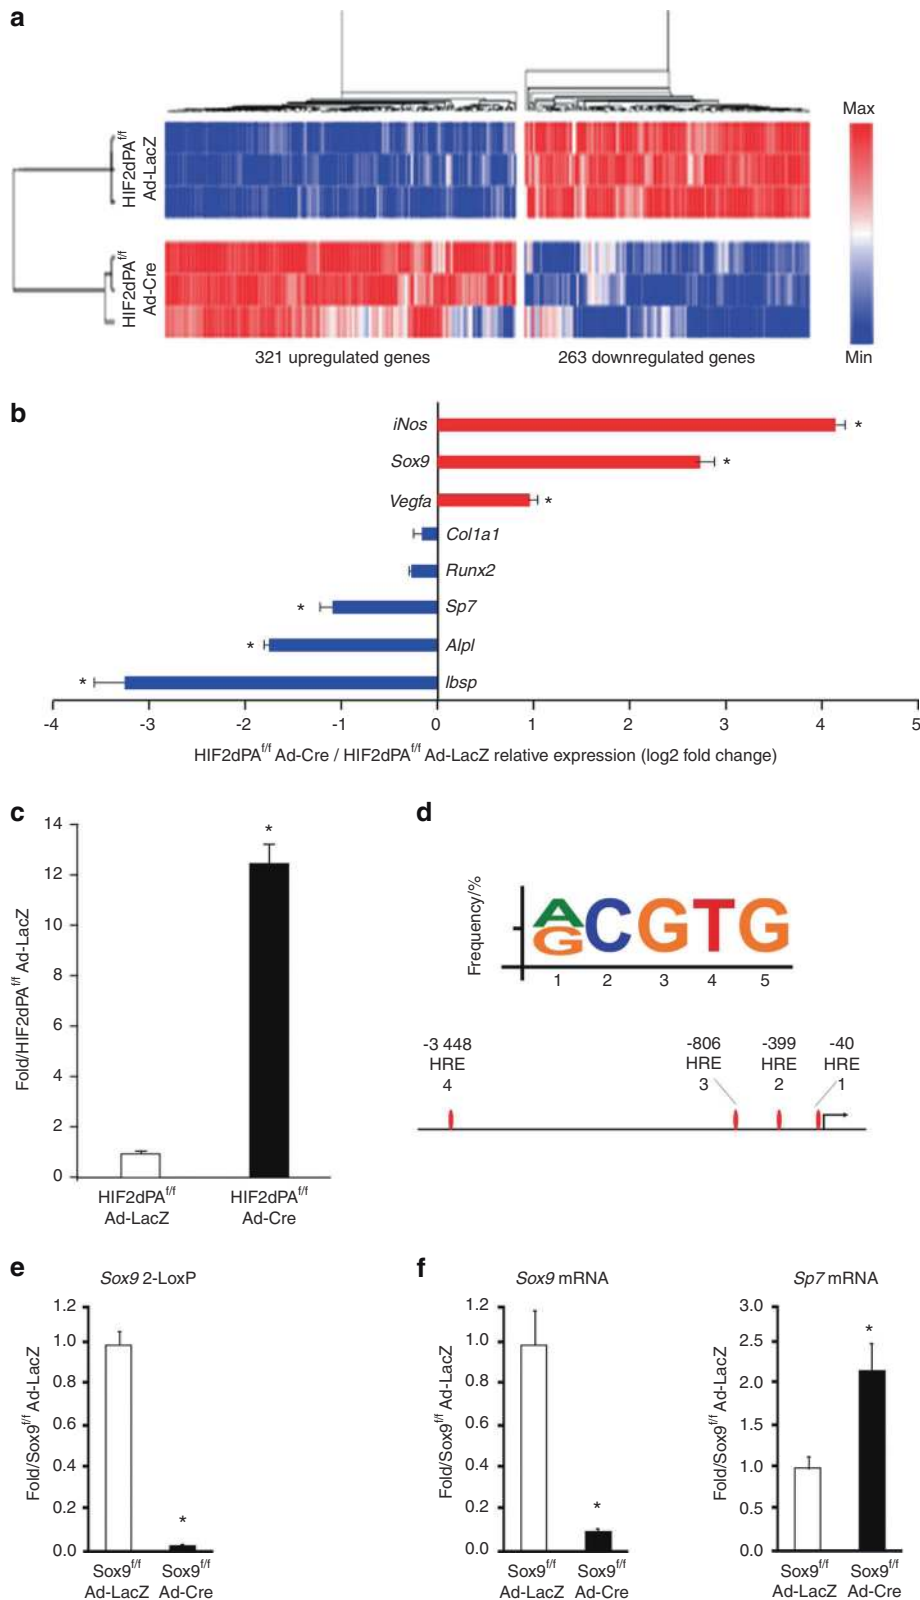 a
HIF2dPA f/f
Ad-LacZ
HIF2dPA f/f
Ad-Cre
Max
Min
321 upregulated genes
263 downregulated genes
b
iNos
*
Sox9
*
Vegfa
*
Col1a1
Runx2
* Sp7
* Alpl
* Ibsp
-4 -3 -2 -1 0 1 2 3 4 5
HIF2dPA f/f Ad-Cre / HIF2dPA f/f Ad-LacZ relative expression (log2 fold change)
c
Fold/HIF2dPA f/f Ad-LacZ
14
12
10
8
6
4
2
0
*
HIF2dPA f/f
Ad-LacZ
HIF2dPA f/f
Ad-Cre
d
Frequency/%
A
G C G T G
1 2 3 4 5
-3 448
HRE
4
-806
HRE
3
-399
HRE
2
-40
HRE
1
e
Sox9 2-LoxP
Fold/Sox9 f/f Ad-LacZ
1.2
1.0
0.8
0.6
0.4
0.2
0.0
*
Sox9 f/f
Ad-LacZ
Sox9 f/f
Ad-Cre
f
Sox9 mRNA
Fold/Sox9 f/f Ad-LacZ
1.2
1.0
0.8
0.6
0.4
0.2
0.0
*
Sox9 f/f
Ad-LacZ
Sox9 f/f
Ad-Cre
Sp7 mRNA
Fold/Sox9 f/f Ad-LacZ
3.0
2.5
2.0
1.5
1.0
0.5
0.0
*
Sox9 f/f
Ad-LacZ
Sox9 f/f
Ad-Cre